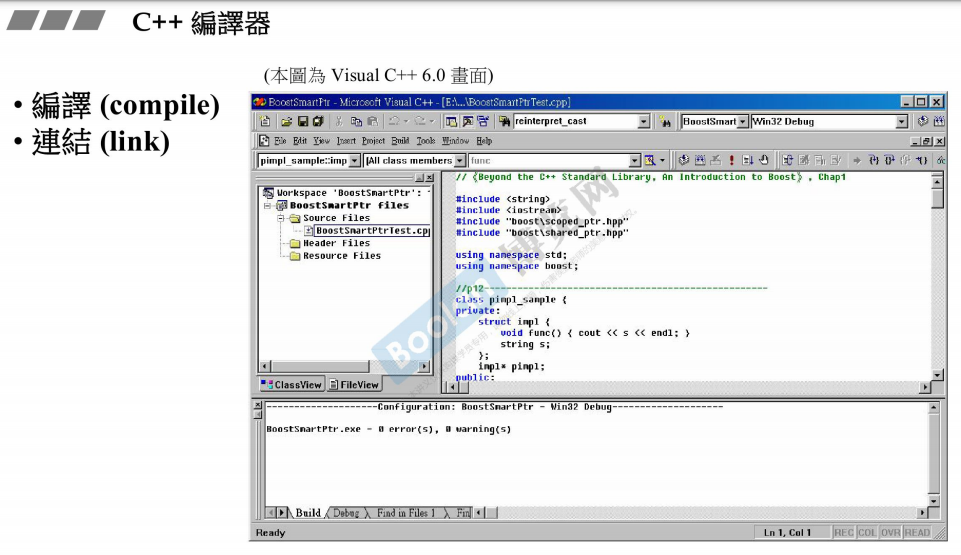 C++ 編譯器
(本圖為 Visual C++ 6.0 畫面)
• 編譯 (compile)
• 連結 (link)
BoostSmartPtr - Microsoft Visual C++ - [E:\...\BoostSmartPtrTest.cpp]
reinterpret_cast
BoostSmart
Win32 Debug
File Edit View Insert Project Build Tools Window Help
pimpl_sample::imp
[All class members
func
Workspace 'BoostSmartPtr':
BoostSmartPtr files
Source Files
BoostSmartPtrTest.cp
Header Files
Resource Files
ClassView
FileView
// 《Beyond the C++ Standard Library, An Introduction to Boost》, Chap1
#include <string>
#include <iostream>
#include "boost\scoped_ptr.hpp"
#include "boost\shared_ptr.hpp"
using namespace std;
using namespace boost;
//p12----------------------------------------------------
class pimpl_sample {
private:
struct impl {
void func() { cout << s << endl; }
string s;
};
impl* pimpl;
public:
Boolan 博覽网
--------------------Configuration: BoostSmartPtr - Win32 Debug--------------------
BoostSmartPtr.exe - 0 error(s), 0 warning(s)
Build
Debug
Find in Files 1
Fin
Ready
Ln 1, Col 1
REC COL OVR READ